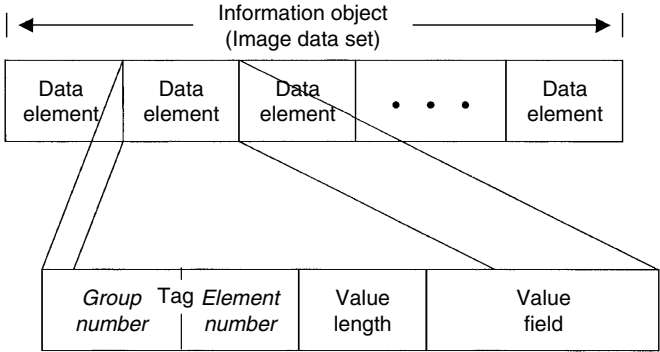 Information object
(Image data set)
Data element
Data element
Data element
• • •
Data element
Group number
Tag
Element number
Value length
Value field